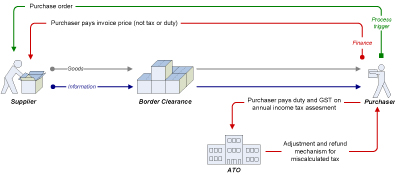 Purchase order
Purchaser pays invoice price (not tax or duty)
Process
trigger
Finance
Goods
Information
Supplier
Border Clearance
Purchaser
Purchaser pays duty and GST on
annual income tax assesment
Adjustment and refund
mechanism for
miscalculated tax
ATO